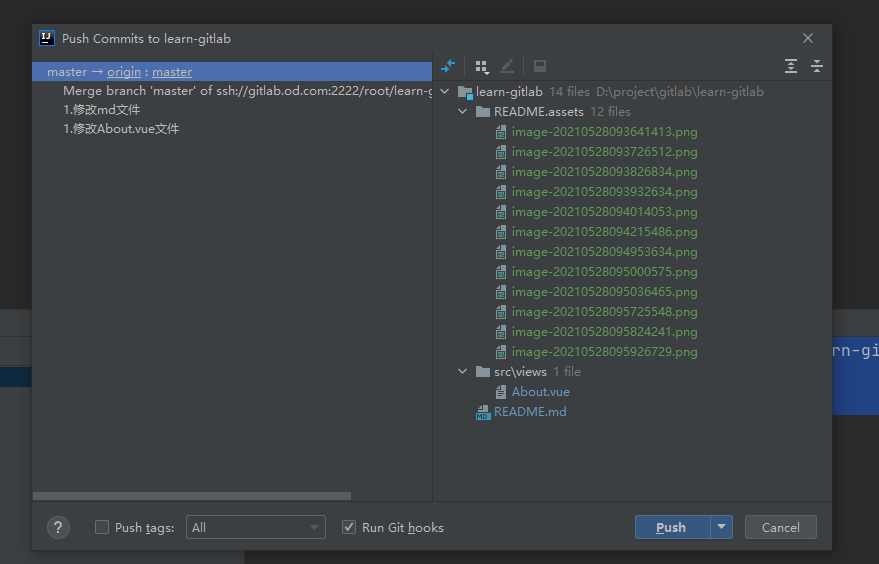 Push Commits to learn-gitlab
master → origin : master
Merge branch 'master' of ssh://gitlab.od.com:2222/root/learn-g
1.修改md文件
1.修改About.vue文件
learn-gitlab 14 files D:\project\gitlab\learn-gitlab
README.assets 12 files
image-20210528093641413.png
image-20210528093726512.png
image-20210528093826834.png
image-20210528093932634.png
image-20210528094014053.png
image-20210528094215486.png
image-20210528094953634.png
image-20210528095000575.png
image-20210528095036465.png
image-20210528095725548.png
image-20210528095824241.png
image-20210528095926729.png
src\views 1 file
About.vue
README.md
rn-gi
? Push tags: All Run Git hooks Push Cancel